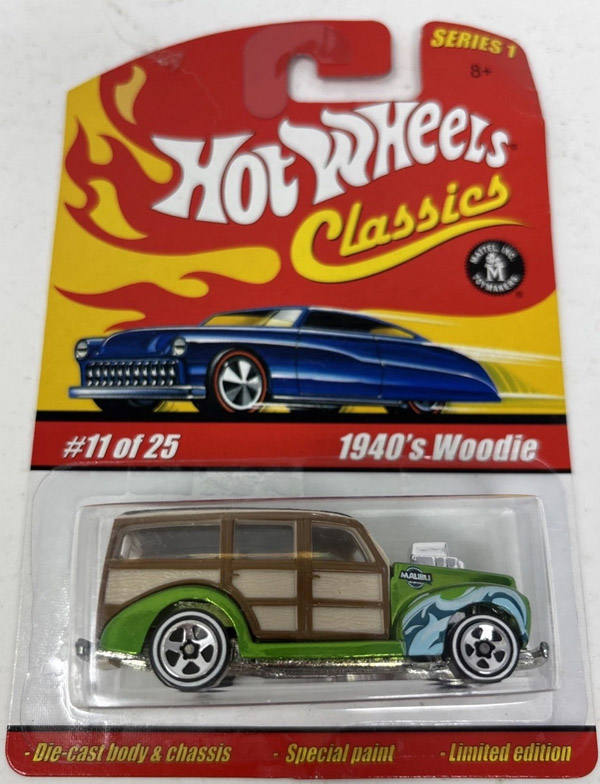 SERIES 1
8+
Hot Wheels
Classics
MATTEL, INC.
M
TOYMAKERS
#11 of 25
1940's Woodie
MALIBU
- Die-cast body & chassis - Special paint - Limited edition